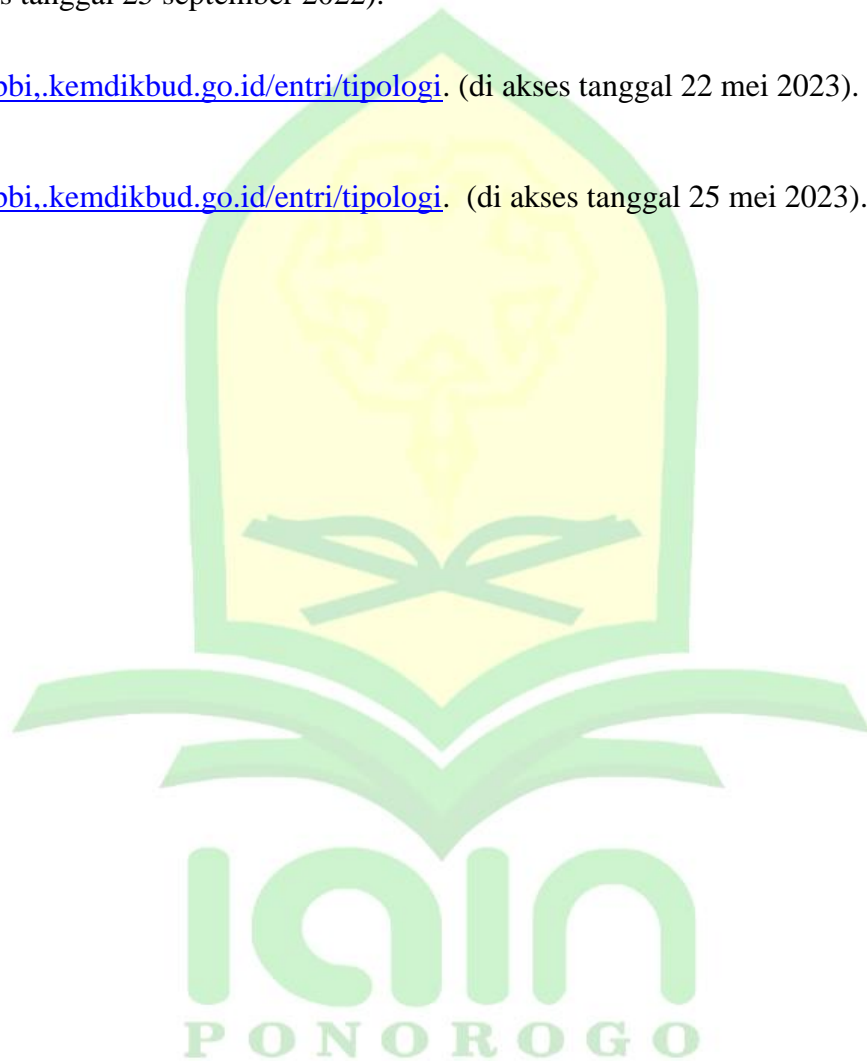 tanggal 25 september 2022).
bbi,.kemdikbud.go.id/entri/tipologi. (di akses tanggal 22 mei 2023).
bbi,.kemdikbud.go.id/entri/tipologi. (di akses tanggal 25 mei 2023).
iain
PONOROGO